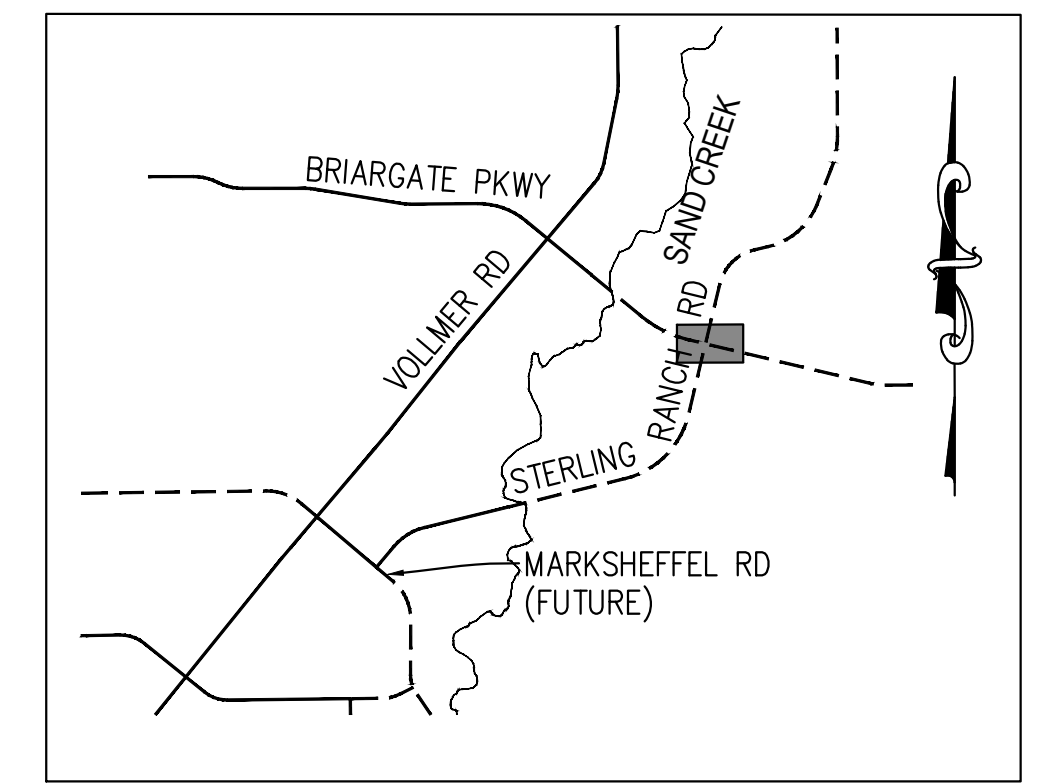 BRIARGATE PKWY
SAND CREEK
VOLLMER RD
STERLING RANCH RD
MARKSHEFFEL RD
(FUTURE)